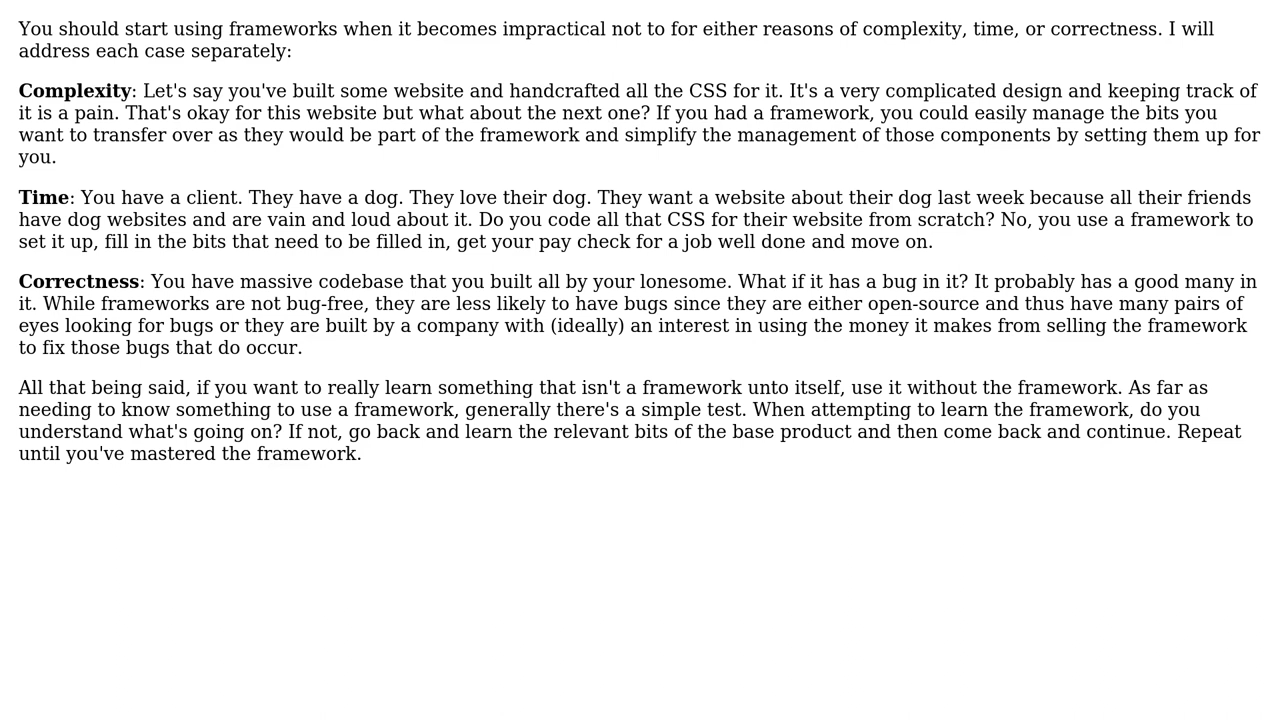 You should start using frameworks when it becomes impractical not to for either reasons of complexity, time, or correctness. I will
address each case separately:
Complexity: Let's say you've built some website and handcrafted all the CSS for it. It's a very complicated design and keeping track of
it is a pain. That's okay for this website but what about the next one? If you had a framework, you could easily manage the bits you
want to transfer over as they would be part of the framework and simplify the management of those components by setting them up for
you.
Time: You have a client. They have a dog. They love their dog. They want a website about their dog last week because all their friends
have dog websites and are vain and loud about it. Do you code all that CSS for their website from scratch? No, you use a framework to
set it up, fill in the bits that need to be filled in, get your pay check for a job well done and move on.
Correctness: You have massive codebase that you built all by your lonesome. What if it has a bug in it? It probably has a good many in
it. While frameworks are not bug-free, they are less likely to have bugs since they are either open-source and thus have many pairs of
eyes looking for bugs or they are built by a company with (ideally) an interest in using the money it makes from selling the framework
to fix those bugs that do occur.
All that being said, if you want to really learn something that isn't a framework unto itself, use it without the framework. As far as
needing to know something to use a framework, generally there's a simple test. When attempting to learn the framework, do you
understand what's going on? If not, go back and learn the relevant bits of the base product and then come back and continue. Repeat
until you've mastered the framework.